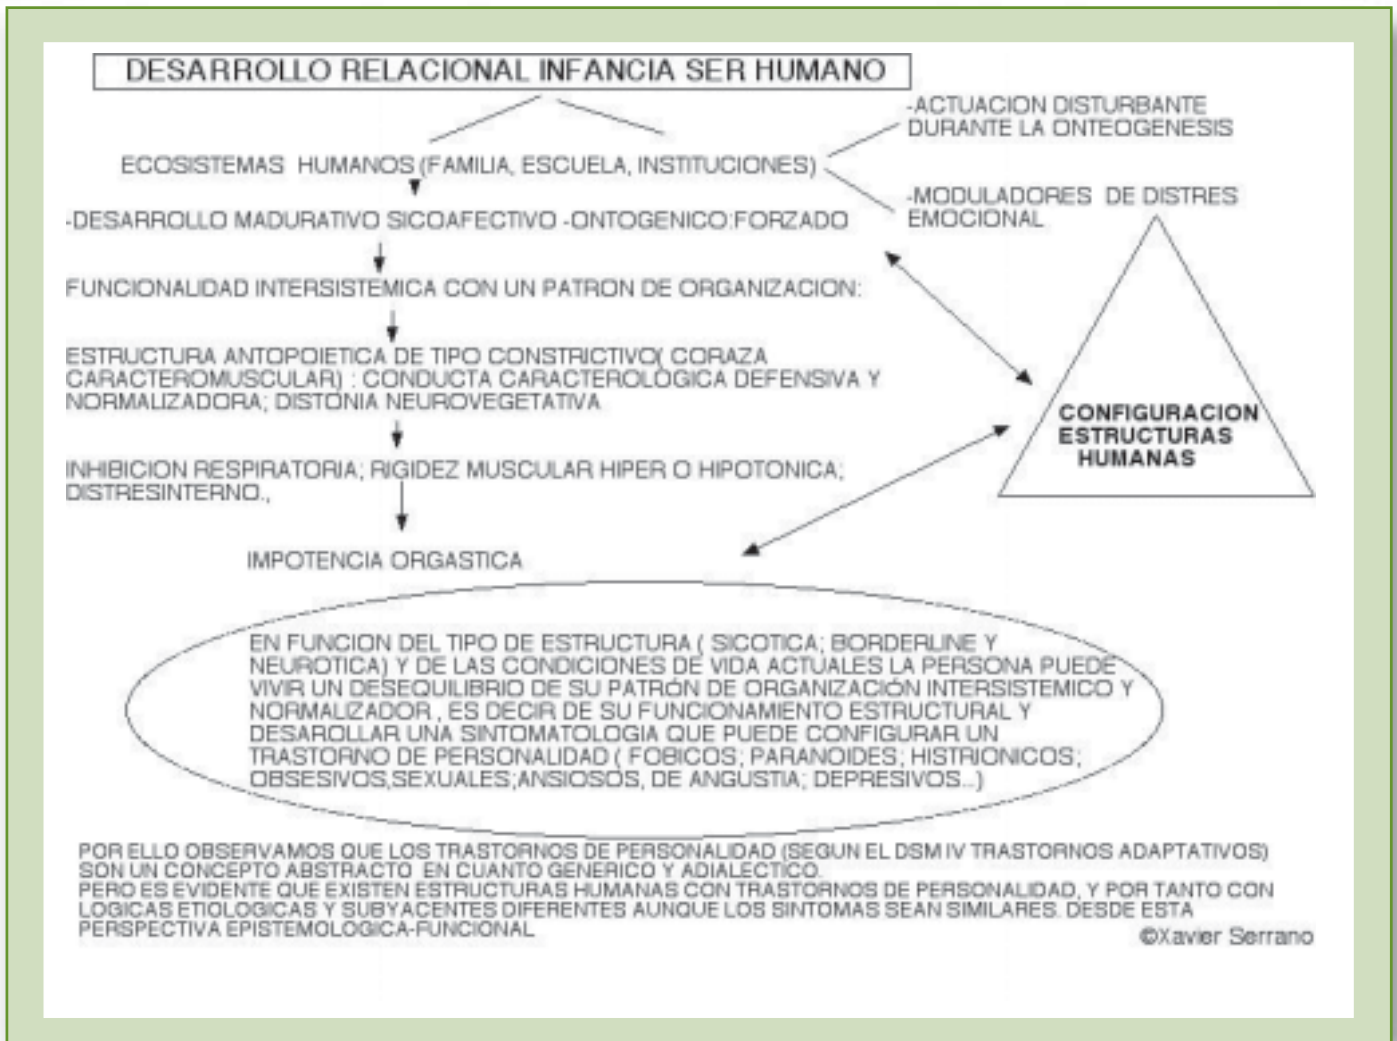 DESARROLLO RELACIONAL INFANCIA SER HUMANO
-ACTUACION DISTURBANTE
DURANTE LA ONTEOGENESIS
ECOSISTEMAS HUMANOS (FAMILIA, ESCUELA, INSTITUCIONES)
-MODULADORES DE DISTRES
EMOCIONAL
-DESARROLLO MADURATIVO SICOAFECTIVO -ONTOGENICO:FORZADO
FUNCIONALIDAD INTERSISTEMICA CON UN PATRON DE ORGANIZACION:
ESTRUCTURA ANTOPOIETICA DE TIPO CONSTRICTIVO( CORAZA
CARACTEROMUSCULAR) : CONDUCTA CARACTEROLÓGICA DEFENSIVA Y
NORMALIZADORA; DISTONIA NEUROVEGETATIVA
CONFIGURACION
ESTRUCTURAS
HUMANAS
INHIBICION RESPIRATORIA; RIGIDEZ MUSCULAR HIPER O HIPOTONICA;
DISTRESINTERNO.,
IMPOTENCIA ORGASTICA
EN FUNCION DEL TIPO DE ESTRUCTURA ( SICOTICA; BORDERLINE Y
NEUROTICA) Y DE LAS CONDICIONES DE VIDA ACTUALES LA PERSONA PUEDE
VIVIR UN DESEQUILIBRIO DE SU PATRÓN DE ORGANIZACIÓN INTERSISTEMICO Y
NORMALIZADOR , ES DECIR DE SU FUNCIONAMIENTO ESTRUCTURAL Y
DESAROLLAR UNA SINTOMATOLOGIA QUE PUEDE CONFIGURAR UN
TRASTORNO DE PERSONALIDAD ( FOBICOS; PARANOIDES; HISTRIONICOS;
OBSESIVOS,SEXUALES;ANSIOSOS, DE ANGUSTIA; DEPRESIVOS...)
POR ELLO OBSERVAMOS QUE LOS TRASTORNOS DE PERSONALIDAD (SEGUN EL DSM IV TRASTORNOS ADAPTATIVOS)
SON UN CONCEPTO ABSTRACTO EN CUANTO GENERICO Y ADIALECTICO.
PERO ES EVIDENTE QUE EXISTEN ESTRUCTURAS HUMANAS CON TRASTORNOS DE PERSONALIDAD, Y POR TANTO CON
LOGICAS ETIOLOGICAS Y SUBYACENTES DIFERENTES AUNQUE LOS SINTOMAS SEAN SIMILARES. DESDE ESTA
PERSPECTIVA EPISTEMOLOGICA-FUNCIONAL
©Xavier Serrano